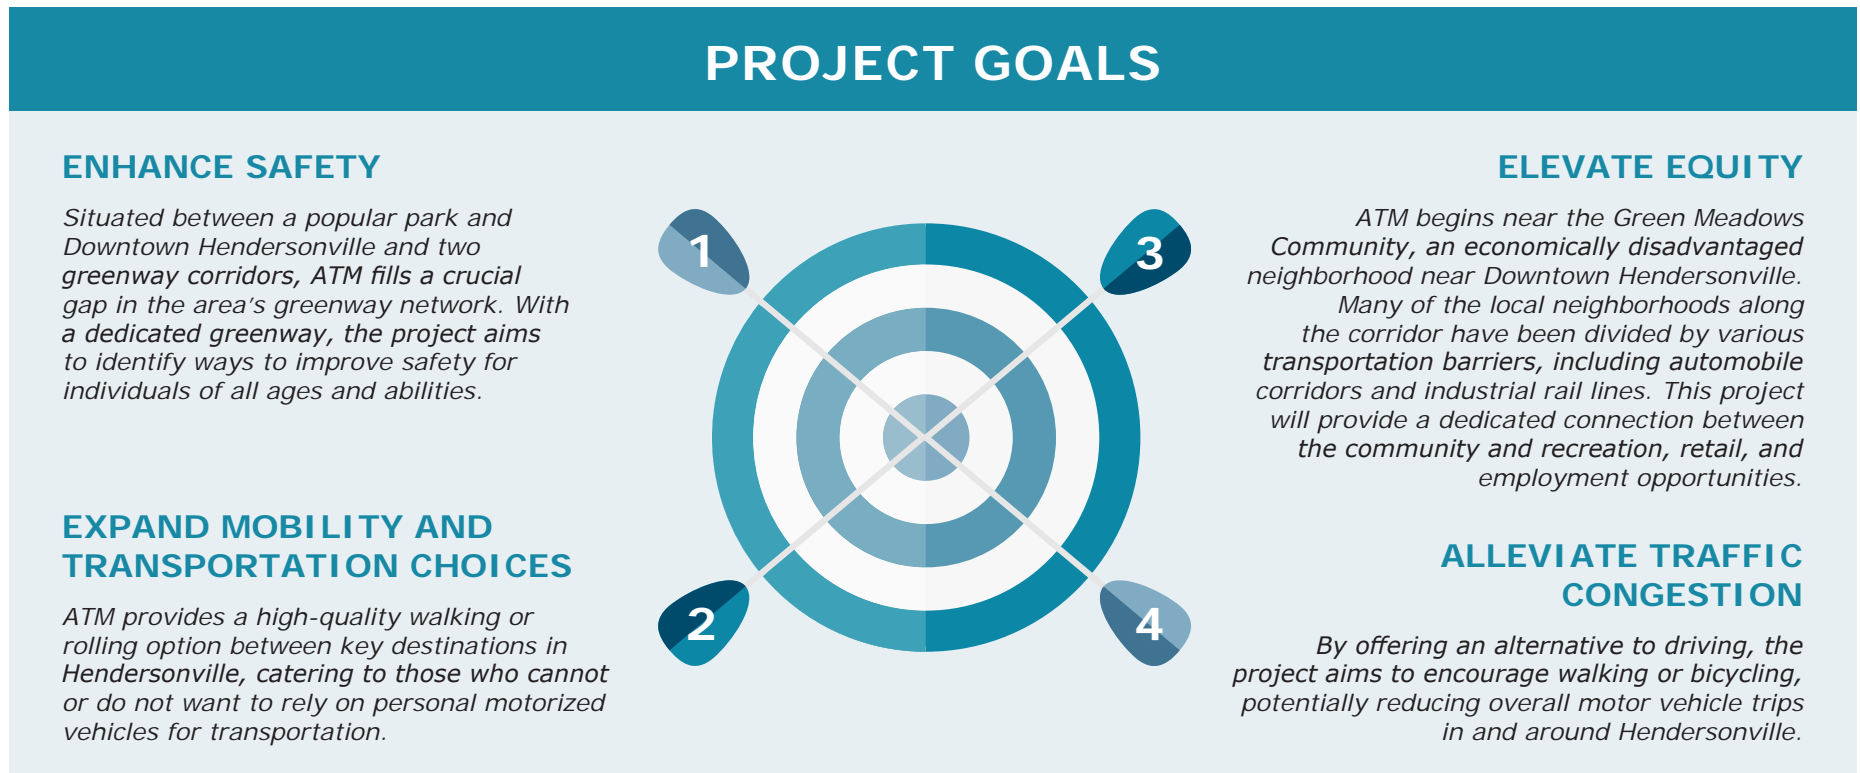 PROJECT GOALS
ENHANCE SAFETY
Situated between a popular park and
Downtown Hendersonville and two
greenway corridors, ATM fills a crucial
gap in the area's greenway network. With
a dedicated greenway, the project aims
to identify ways to improve safety for
individuals of all ages and abilities.
1
EXPAND MOBILITY AND
TRANSPORTATION CHOICES
ATM provides a high-quality walking or
rolling option between key destinations in
Hendersonville, catering to those who cannot
or do not want to rely on personal motorized
vehicles for transportation.
2
ELEVATE EQUITY
ATM begins near the Green Meadows
Community, an economically disadvantaged
neighborhood near Downtown Hendersonville.
Many of the local neighborhoods along
the corridor have been divided by various
transportation barriers, including automobile
corridors and industrial rail lines. This project
will provide a dedicated connection between
the community and recreation, retail, and
employment opportunities.
3
ALLEVIATE TRAFFIC
CONGESTION
By offering an alternative to driving, the
project aims to encourage walking or bicycling,
potentially reducing overall motor vehicle trips
in and around Hendersonville.
4